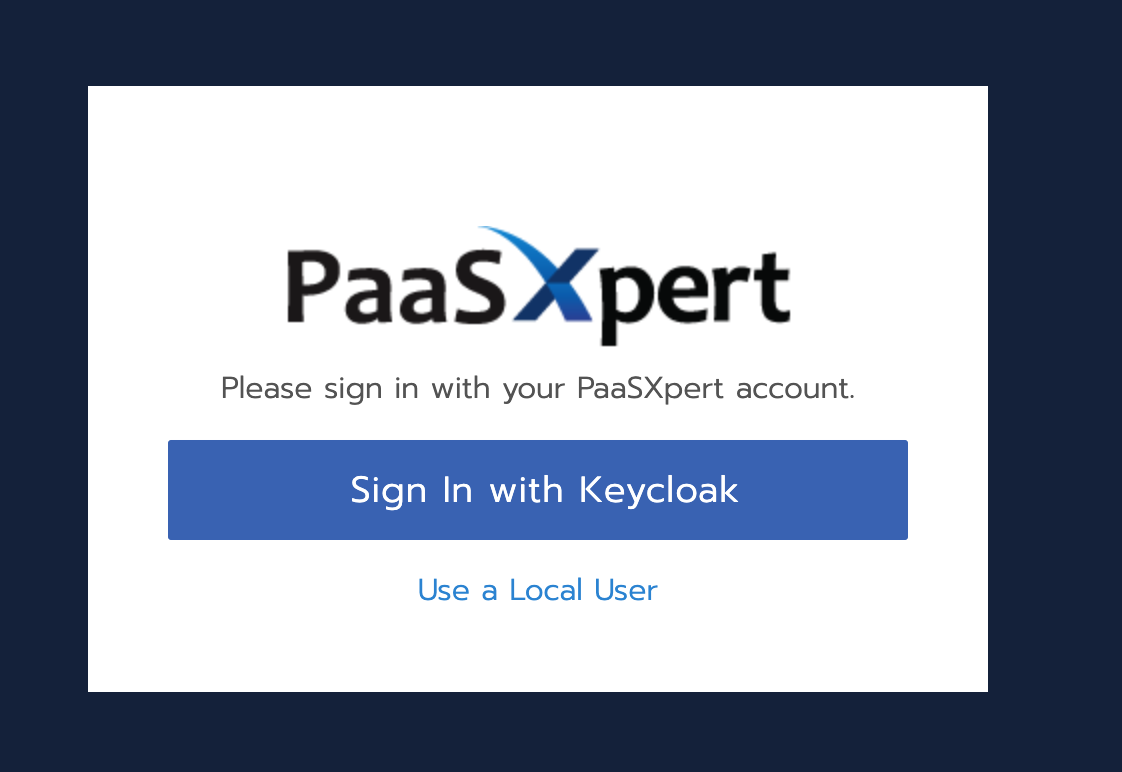 PaaSXpert
Please sign in with your PaaSXpert account.
Sign In with Keycloak
Use a Local User